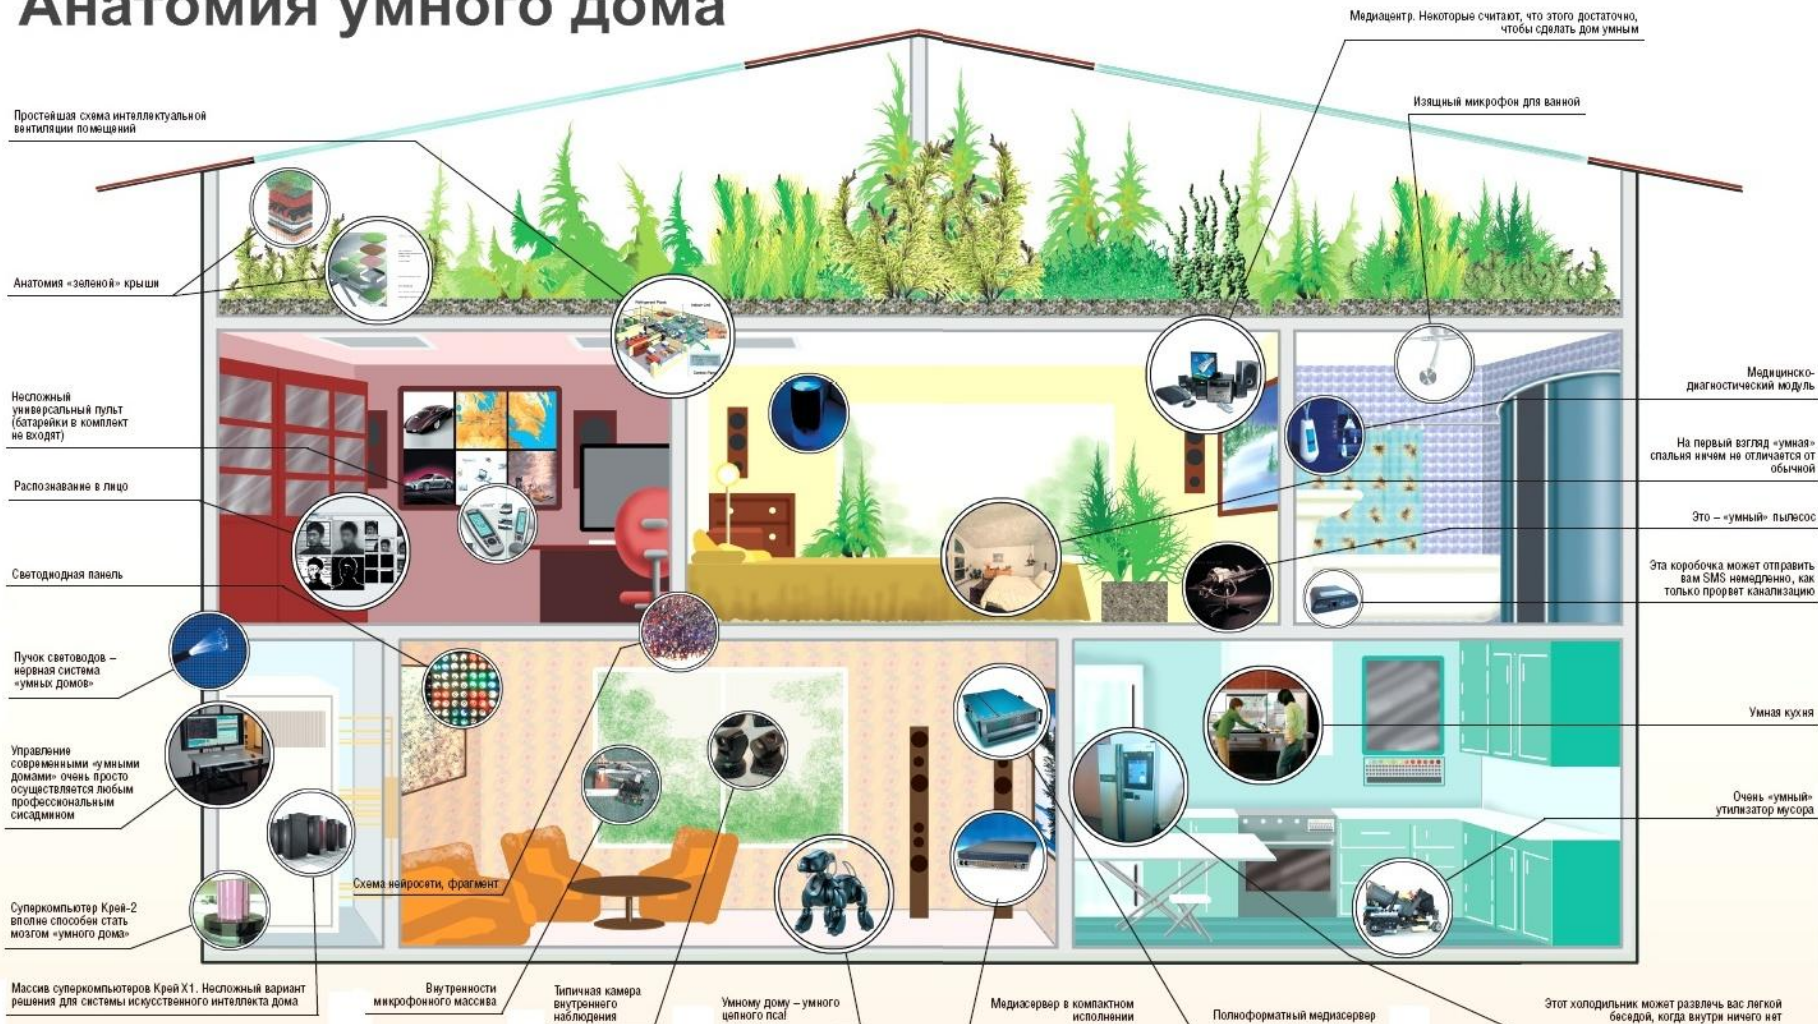 Анатомия умного дома
Медиацентр. Некоторые считают, что этого достаточно,
чтобы сделать дом умным
Изящный микрофон для ванной
Простейшая схема интеллектуальной
вентиляции помещений
Анатомия «зеленой» крыши
Несложный
универсальный пульт
(батарейки в комплект
не входят)
Распознавание в лицо
Светодиодная панель
Пучок световодов –
нервная система
«умных домов»
Управление
современными «умными
домами» очень просто
осуществляется любым
профессиональным
сисадмином
Суперкомпьютер Крей-2
вполне способен стать
мозгом «умного дома»
Массив суперкомпьютеров Крей X1. Несложный вариант
решения для системы искусственного интеллекта дома
Схема нейросети, фрагмент
Внутренности
микрофонного массива
Типичная камера
внутреннего
наблюдения
Умному дому – умного
цепного пса!
Медиасервер в компактном
исполнении
Полноформатный медиасервер
Медицинско-
диагностический модуль
На первый взгляд «умная»
спальня ничем не отличается от
обычной
Это – «умный» пылесос
Эта коробочка может отправить
вам SMS немедленно, как
только прорвет канализацию
Умная кухня
Очень «умный»
утилизатор мусора
Этот холодильник может развлечь вас легкой
беседой, когда внутри ничего нет